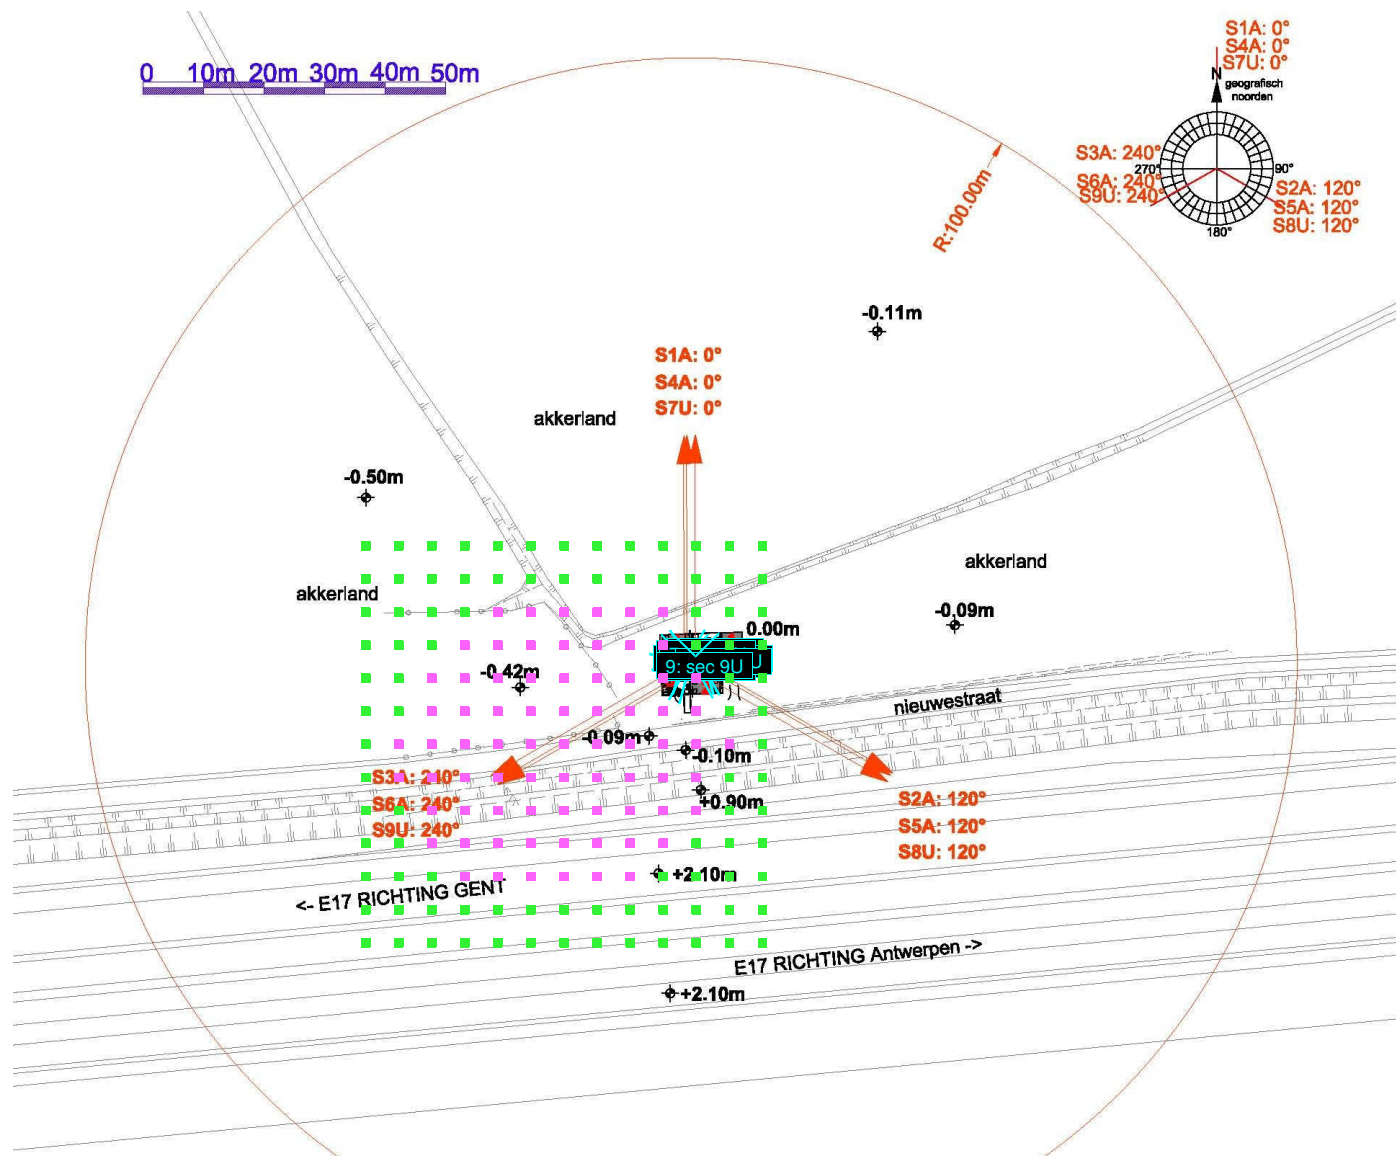 S1A: 0°
S4A: 0°
S7U: 0°
N
geografisch
noorden
0 10m 20m 30m 40m 50m
S3A: 240°
270°
90°
S6A: 240°
S9U: 240°
S2A: 120°
S5A: 120°
S8U: 120°
180°
R:100.00m
-0.11m
S1A: 0°
S4A: 0°
S7U: 0°
akkerland
-0.50m
akkerland
akkerland
-0.09m
0.00m
9: sec 9U
-0.42m
nieuwestraat
-0.09m
-0.10m
S3A: 240°
S6A: 240°
S9U: 240°
+0.90m
S2A: 120°
S5A: 120°
S8U: 120°
+2.10m
<- E17 RICHTING GENT
E17 RICHTING Antwerpen ->
+2.10m